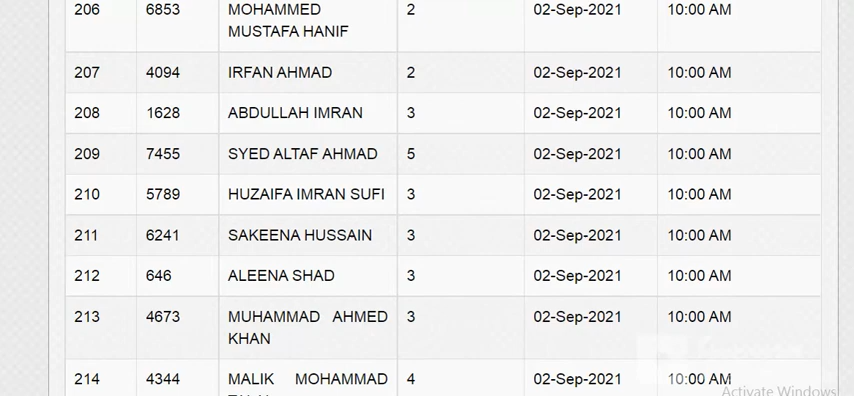 206 6853 MOHAMMED MUSTAFA HANIF 2 02-Sep-2021 10:00 AM
207 4094 IRFAN AHMAD 2 02-Sep-2021 10:00 AM
208 1628 ABDULLAH IMRAN 3 02-Sep-2021 10:00 AM
209 7455 SYED ALTAF AHMAD 5 02-Sep-2021 10:00 AM
210 5789 HUZAIFA IMRAN SUFI 3 02-Sep-2021 10:00 AM
211 6241 SAKEENA HUSSAIN 3 02-Sep-2021 10:00 AM
212 646 ALEENA SHAD 3 02-Sep-2021 10:00 AM
213 4673 MUHAMMAD AHMED KHAN 3 02-Sep-2021 10:00 AM
214 4344 MALIK MOHAMMAD 4 02-Sep-2021 10:00 AM
Activate Windows